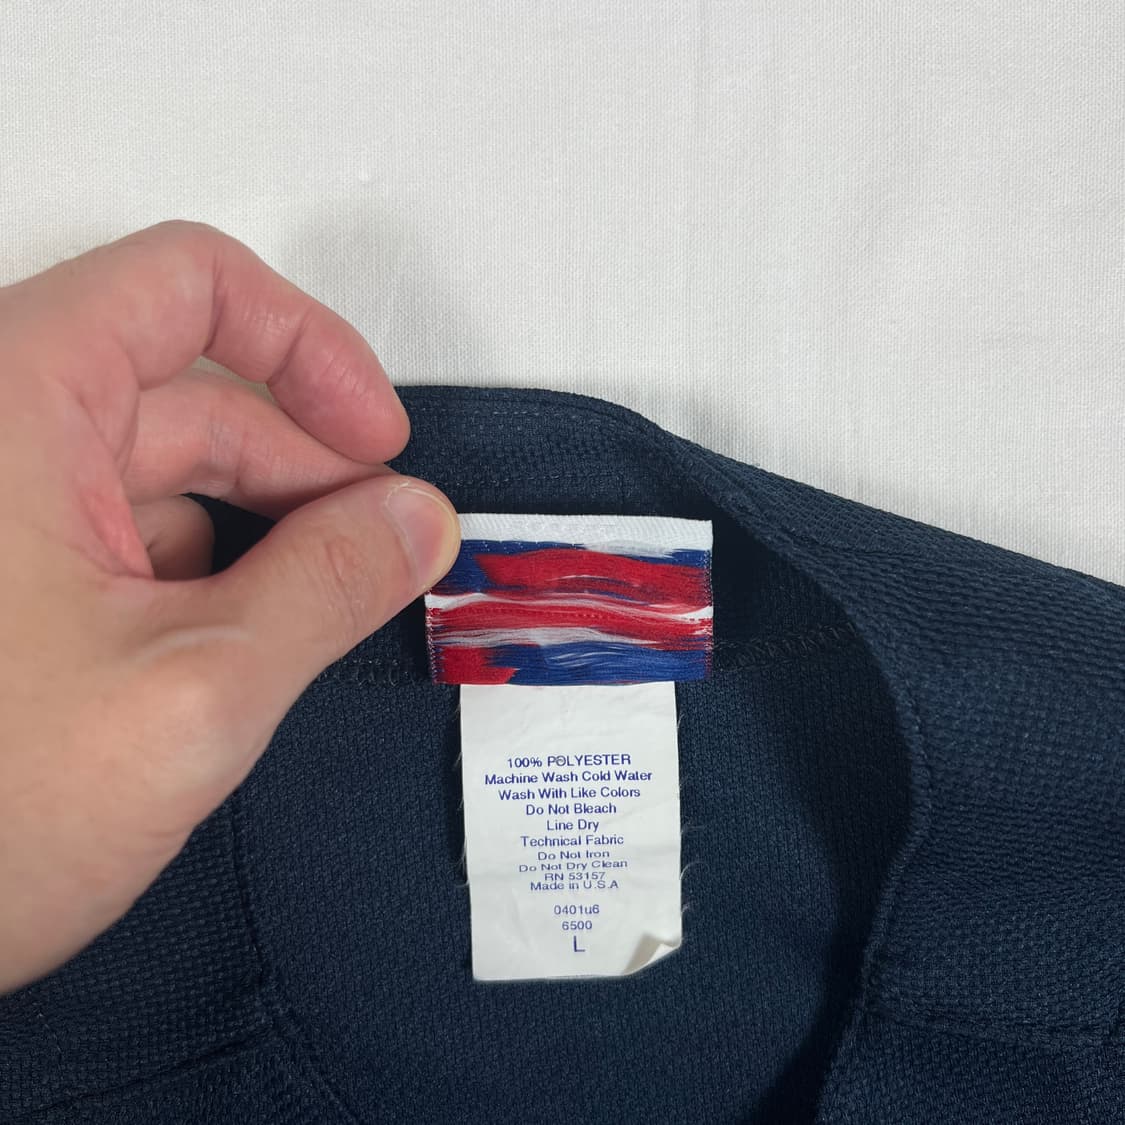 100% POLYESTER
Machine Wash Cold Water
Wash With Like Colors
Do Not Bleach
Line Dry
Technical Fabric
Do Not Iron
Do Not Dry Clean
RN 53157
Made in U.S.A
0401u6
6500
L